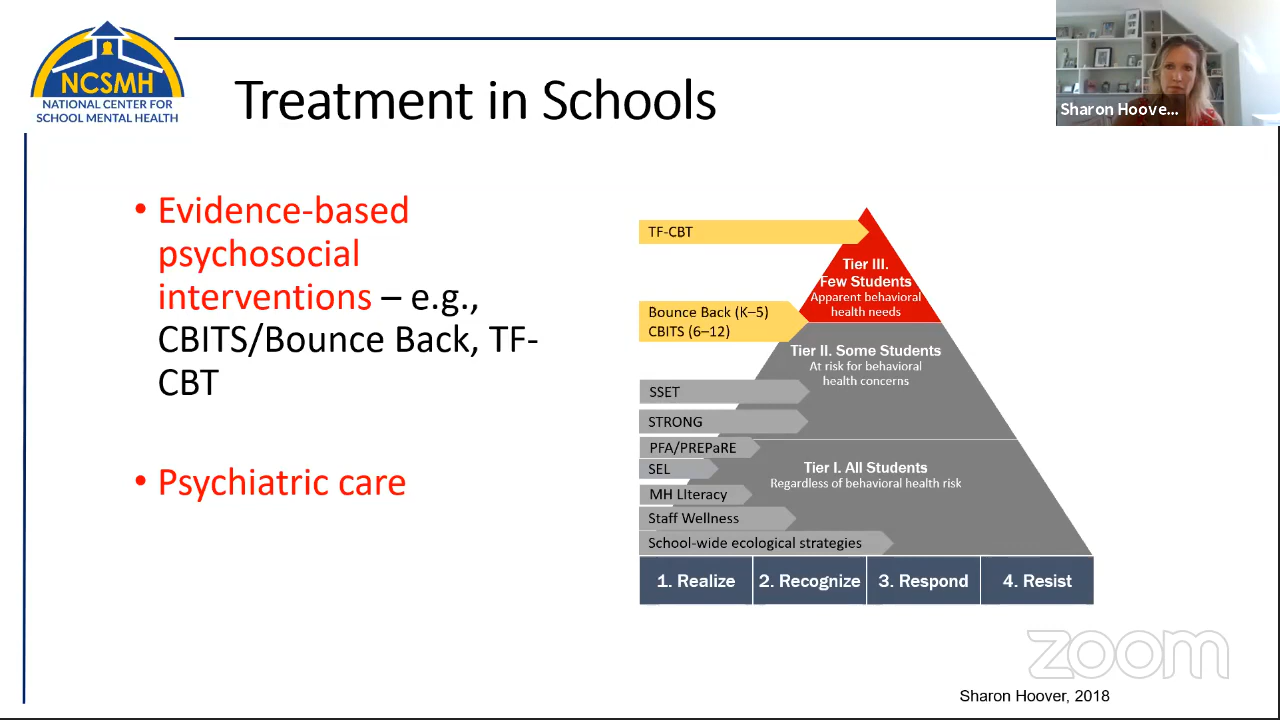 NCSMH
NATIONAL CENTER FOR
SCHOOL MENTAL HEALTH
Treatment in Schools
Sharon Hoove...
• Evidence-based
psychosocial
interventions – e.g.,
CBITS/Bounce Back, TF-
CBT
• Psychiatric care
TF-CBT
Bounce Back (K–5)
CBITS (6–12)
SSET
STRONG
PFA/PREPaRE
SEL
MH LIteracy
Staff Wellness
School-wide ecological strategies
Tier III.
Few Students
Apparent behavioral
health needs
Tier II. Some Students
At risk for behavioral
health concerns
Tier I. All Students
Regardless of behavioral health risk
1. Realize
2. Recognize
3. Respond
4. Resist
zoom
Sharon Hoover, 2018